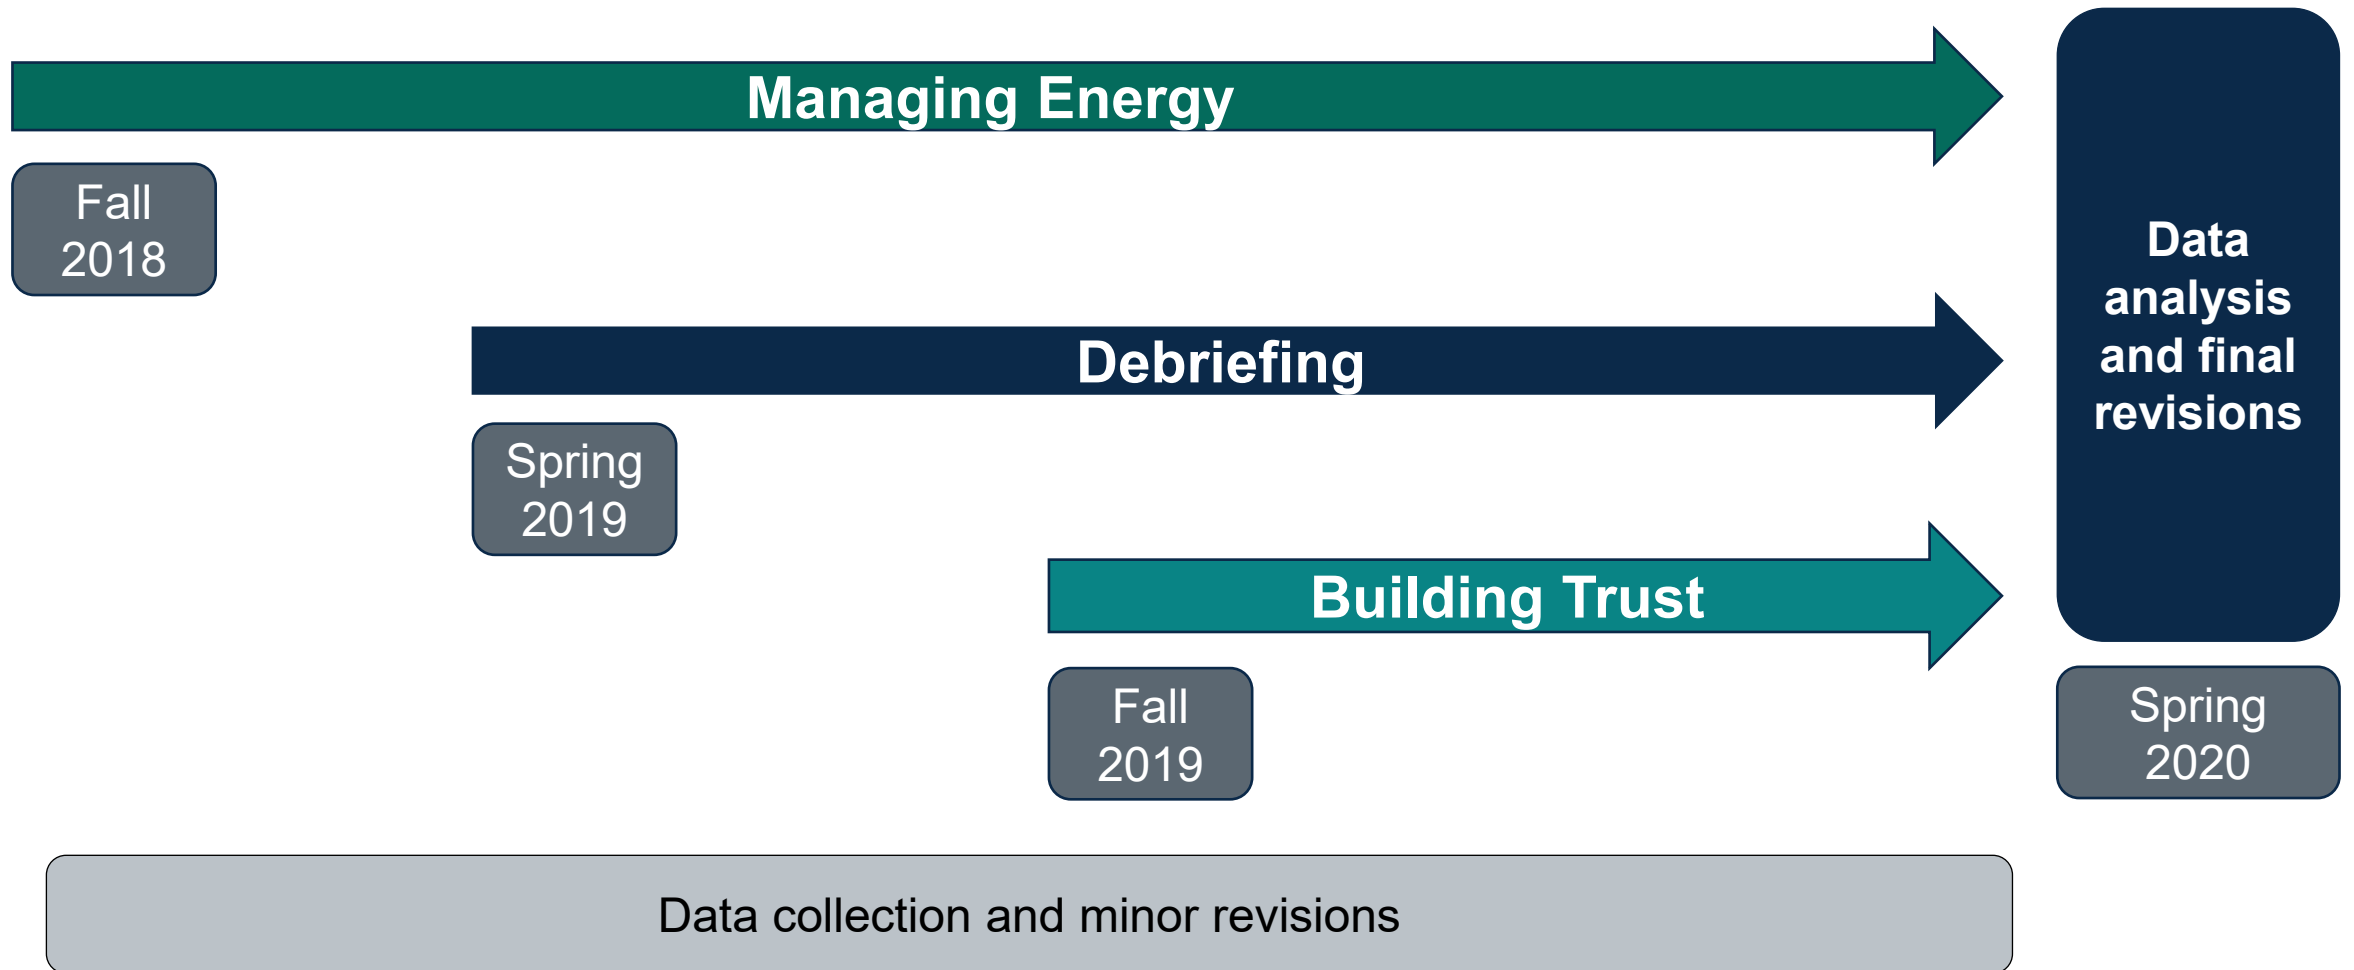 Managing Energy
Fall
2018
Debriefing
Spring
2019
Building Trust
Fall
2019
Data
analysis
and final
revisions
Spring
2020
Data collection and minor revisions